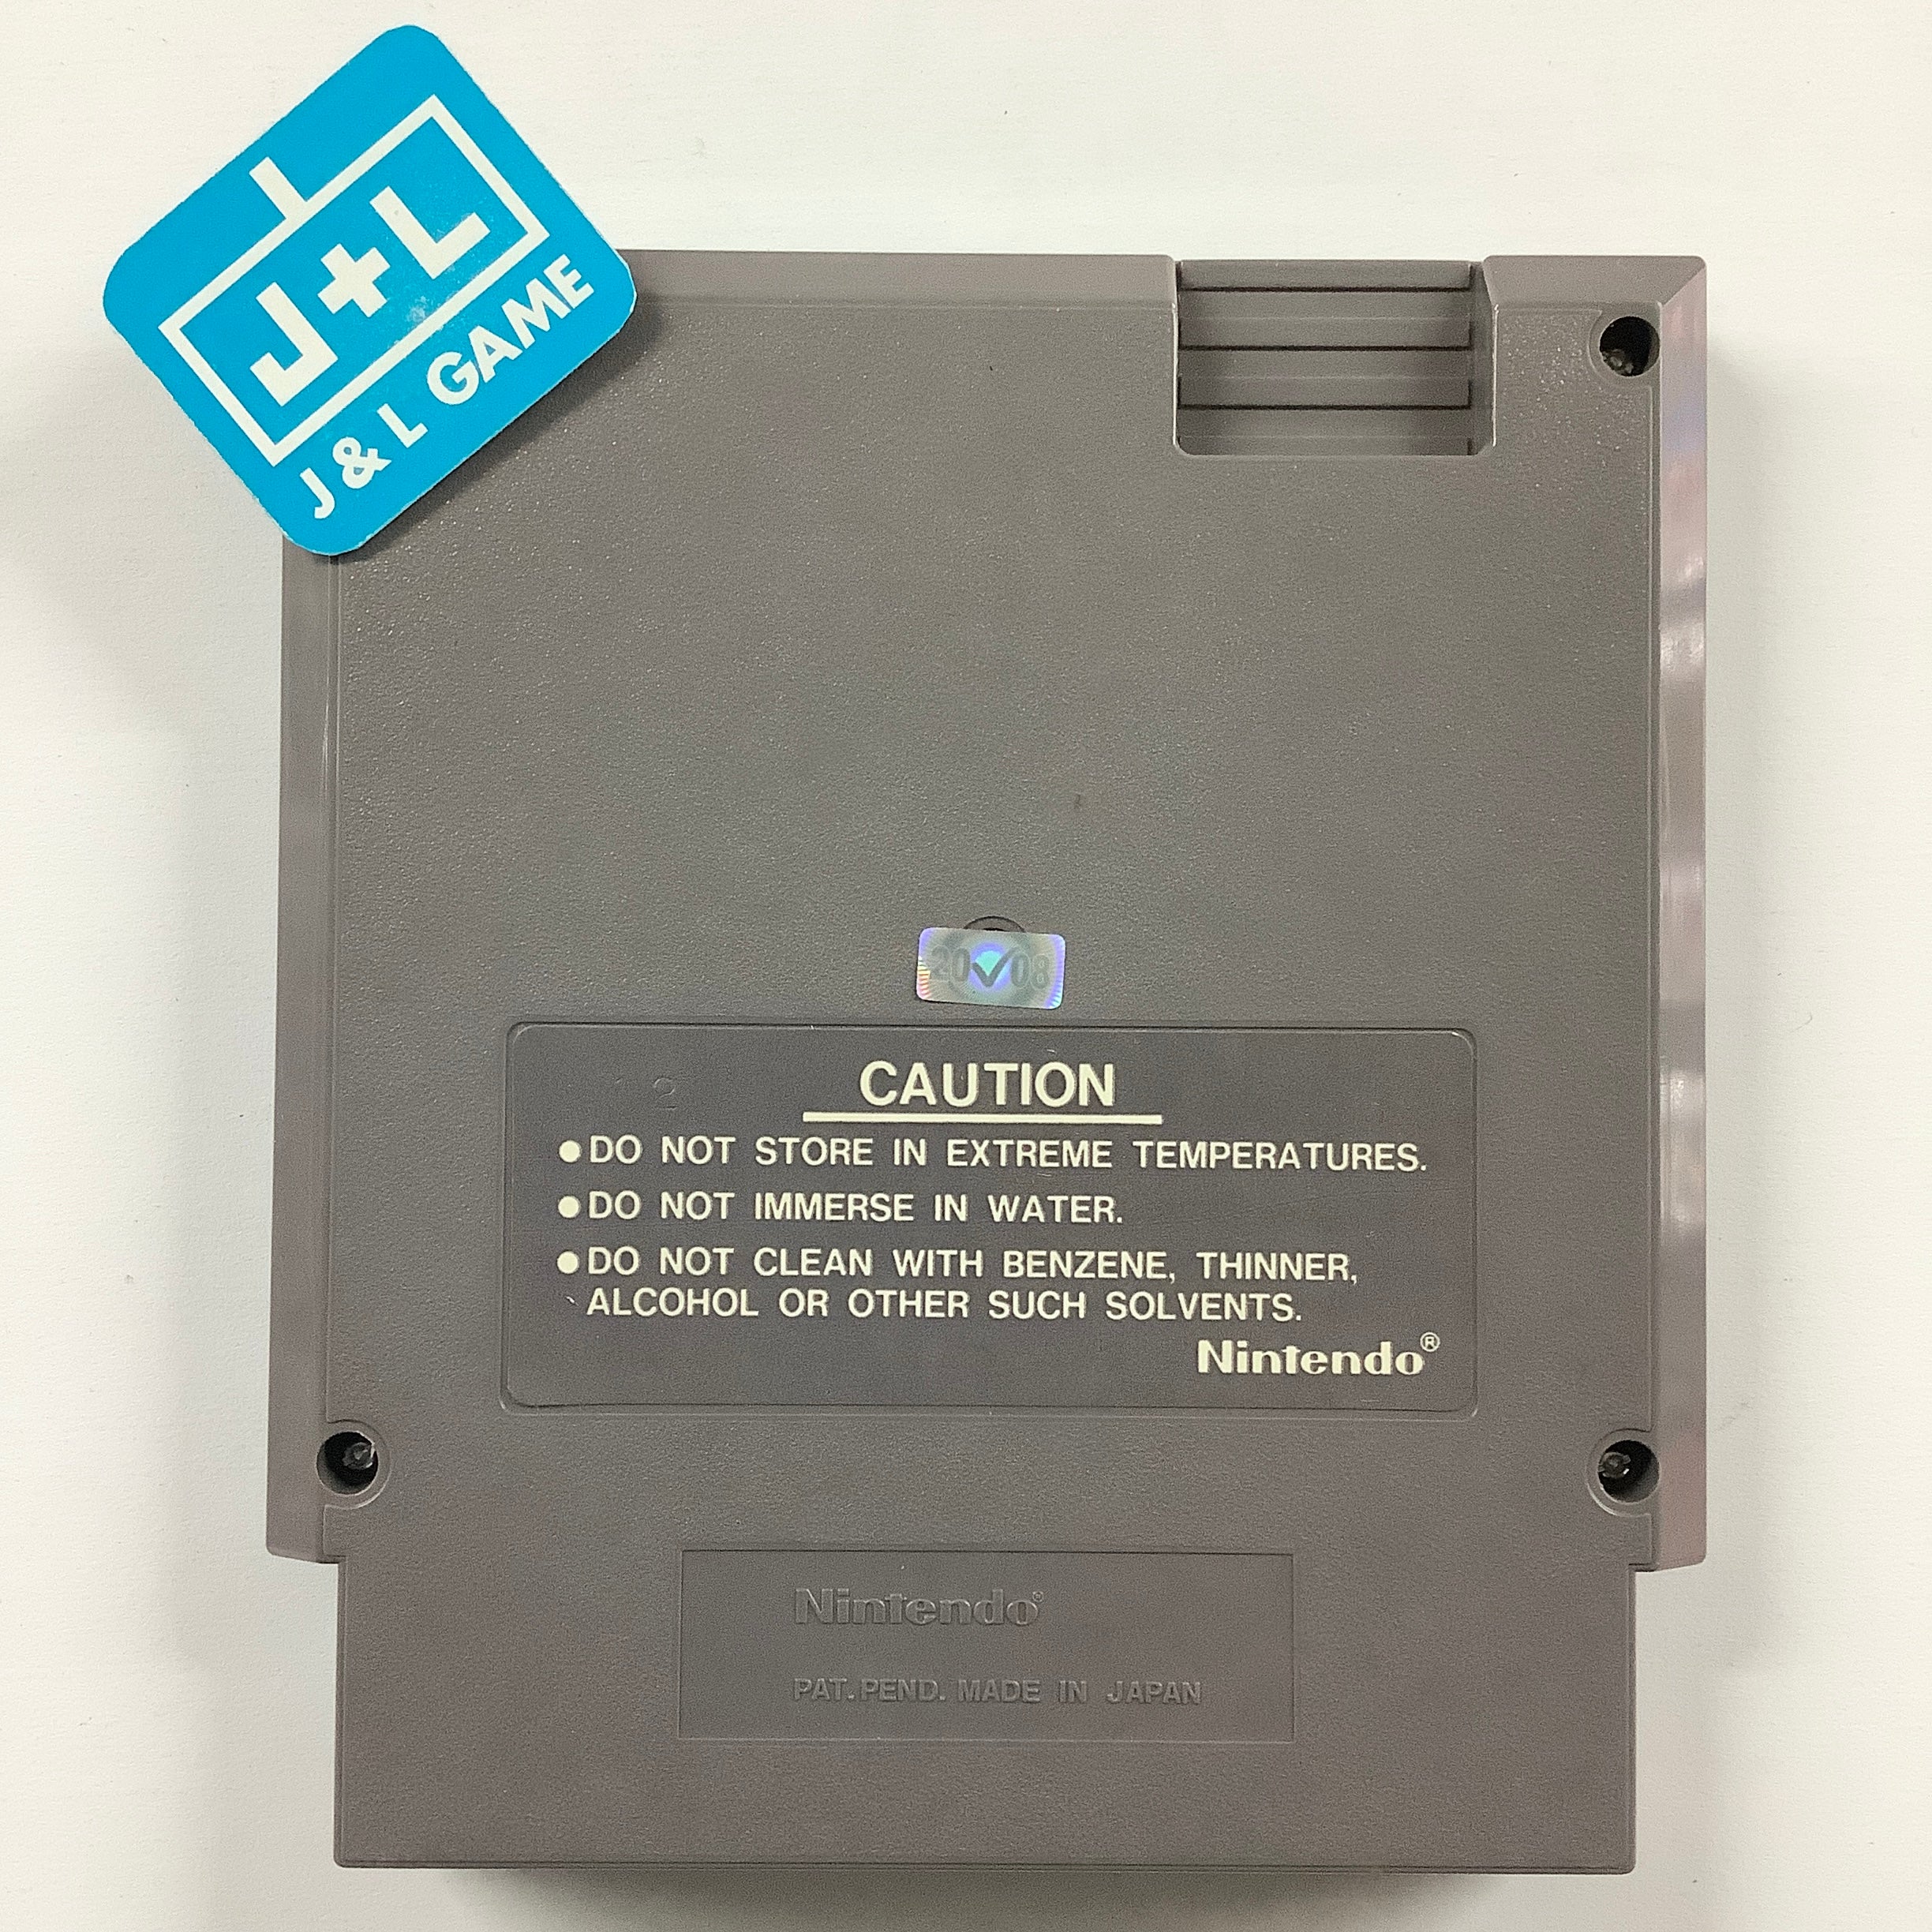 J+L
J & L GAME
20✓08
CAUTION
●DO NOT STORE IN EXTREME TEMPERATURES.
●DO NOT IMMERSE IN WATER.
●DO NOT CLEAN WITH BENZENE, THINNER,
ALCOHOL OR OTHER SUCH SOLVENTS.
Nintendo®
Nintendo®
PAT.PEND. MADE IN JAPAN